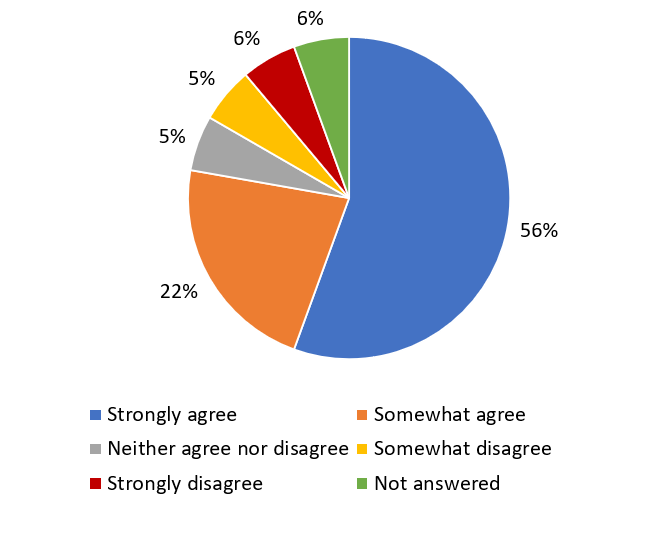 6%
6%
5%
5%
56%
22%
Strongly agree
Somewhat agree
Neither agree nor disagree
Somewhat disagree
Strongly disagree
Not answered